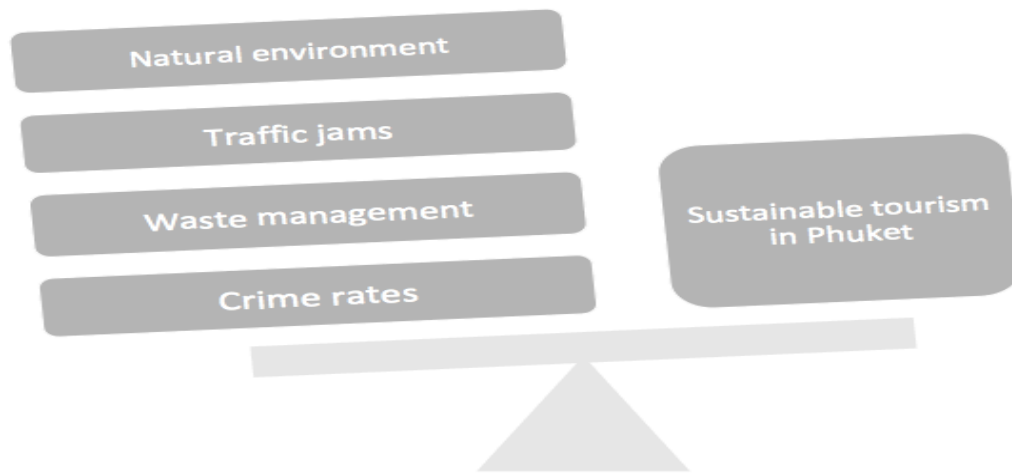 Natural environment
Traffic jams
Waste management
Crime rates
Sustainable tourism
in Phuket